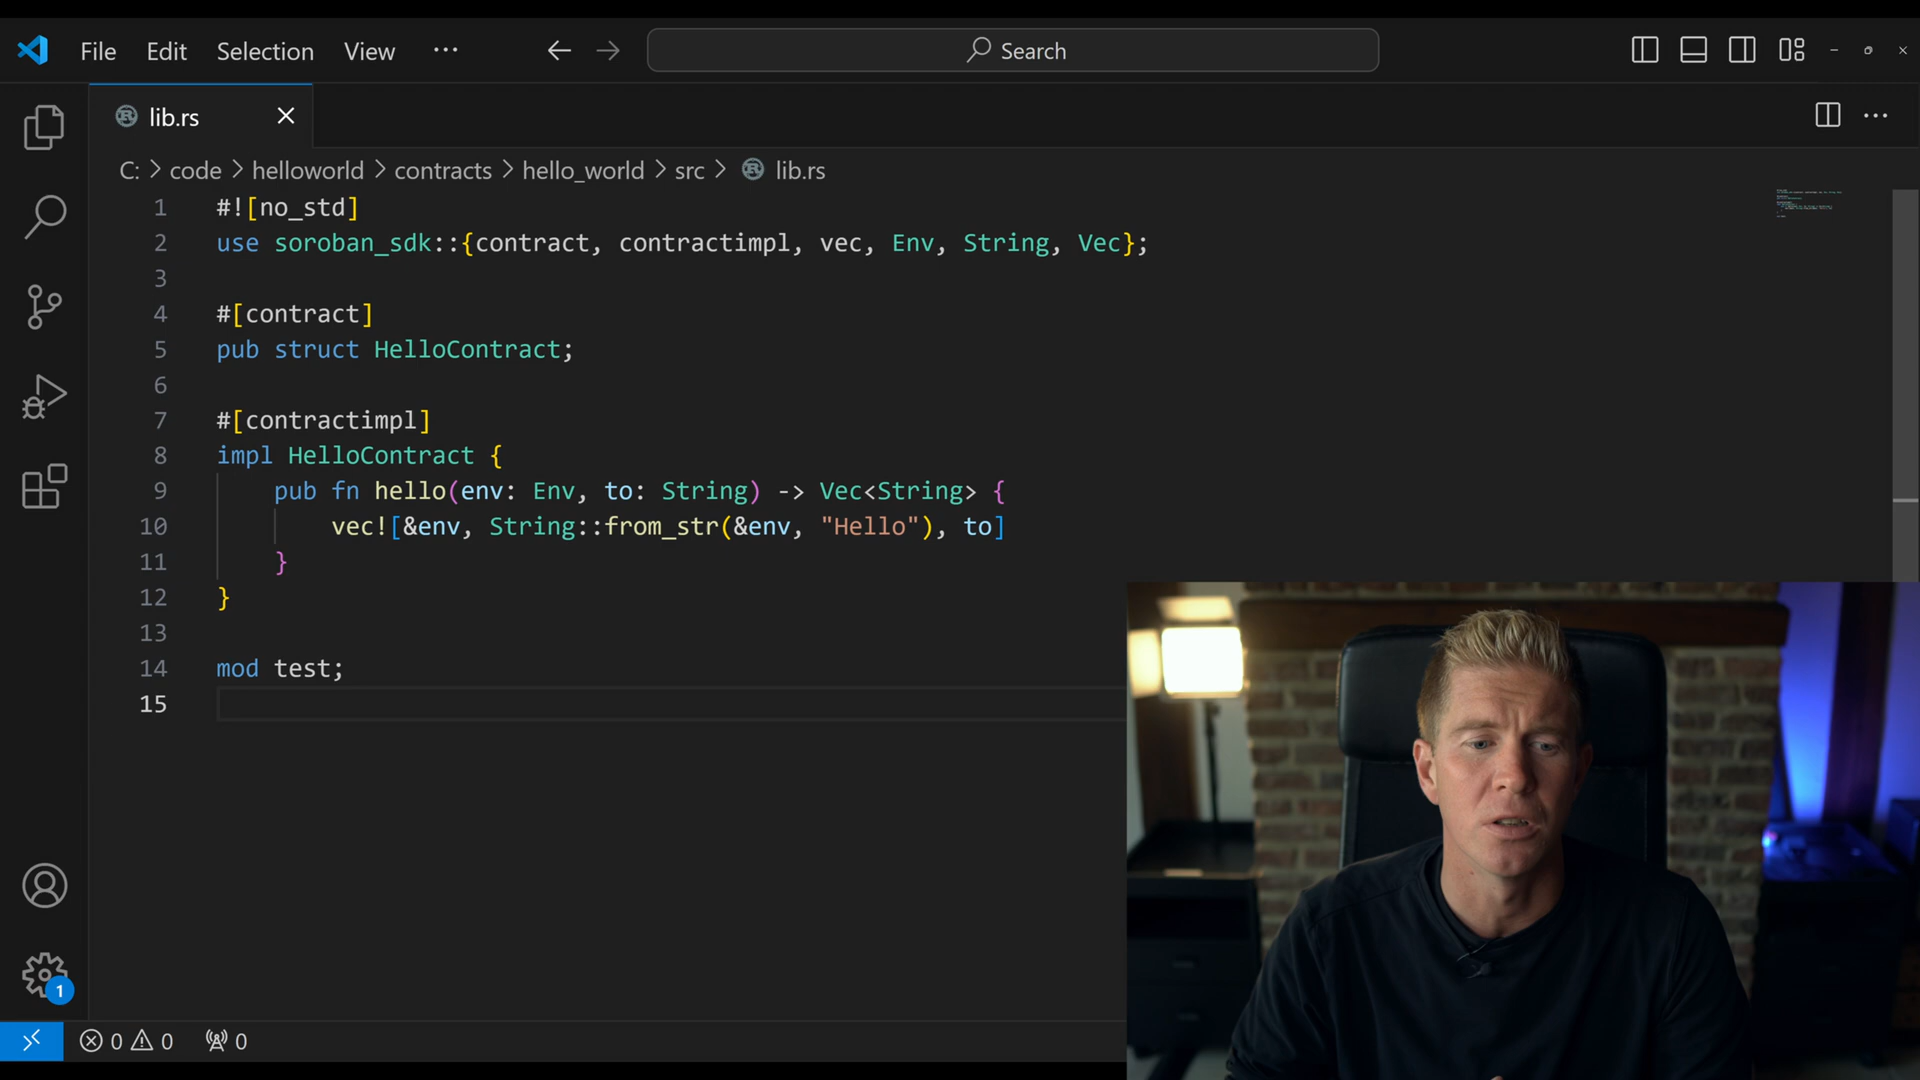 File Edit Selection View ··· Search
lib.rs
C: > code > helloworld > contracts > hello_world > src > lib.rs
1 #![no_std]
2 use soroban_sdk::{contract, contractimpl, vec, Env, String, Vec};
3
4 #[contract]
5 pub struct HelloContract;
6
7 #[contractimpl]
8 impl HelloContract {
9 pub fn hello(env: Env, to: String) -> Vec<String> {
10 vec![&env, String::from_str(&env, "Hello"), to]
11 }
12 }
13
14 mod test;
15
1
0 0 0